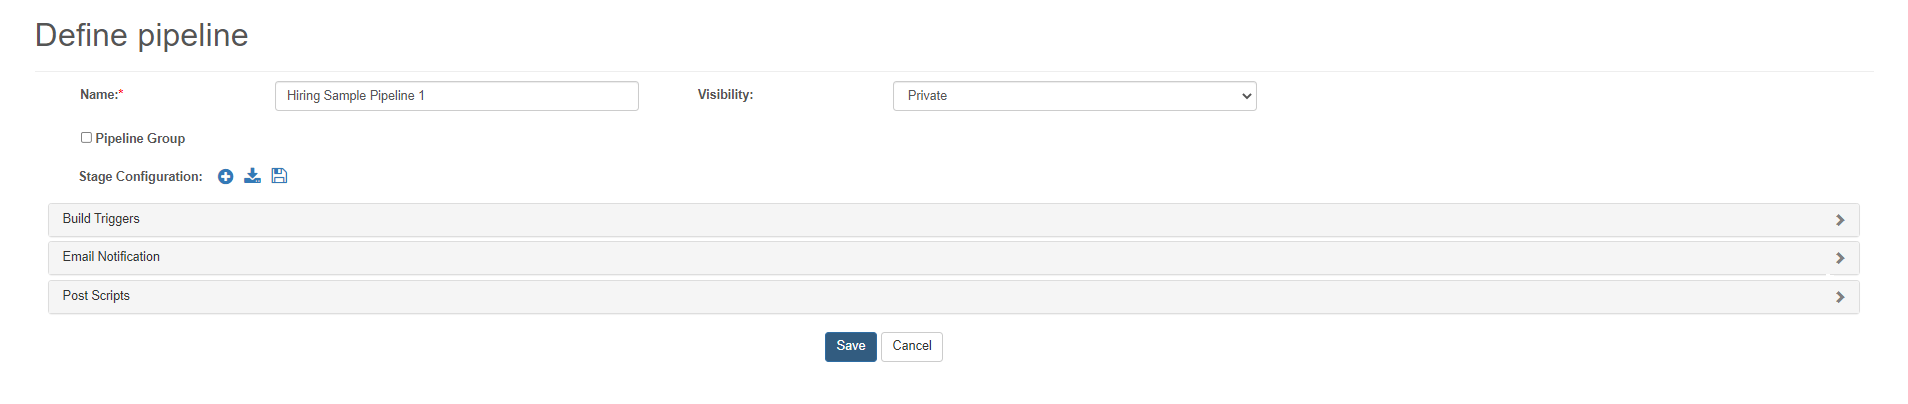 Define pipeline
Name:* Hiring Sample Pipeline 1 Visibility: Private
Pipeline Group
Stage Configuration:
Build Triggers
Email Notification
Post Scripts
Save Cancel